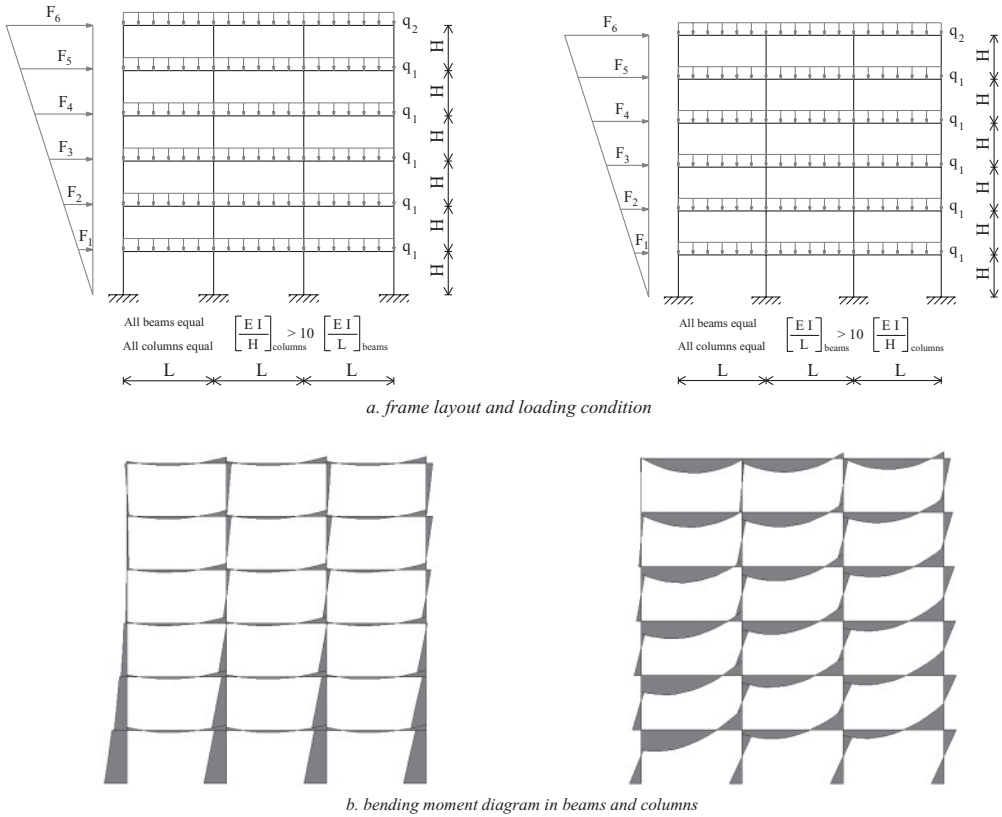 F6
q2
F5
q1
F4
q1
F3
q1
F2
q1
F1
q1
H
H
H
H
H
H
All beams equal
All columns equal
[E I / H] columns > 10 [E I / L] beams
L L L
F6
q2
F5
q1
F4
q1
F3
q1
F2
q1
F1
q1
H
H
H
H
H
H
All beams equal
All columns equal
[E I / L] beams > 10 [E I / H] columns
L L L
a. frame layout and loading condition
b. bending moment diagram in beams and columns